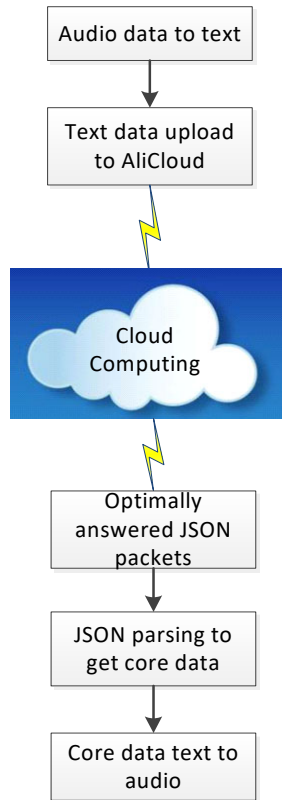 Audio data to text
Text data upload
to AliCloud
Cloud
Computing
Optimally
answered JSON
packets
JSON parsing to
get core data
Core data text to
audio